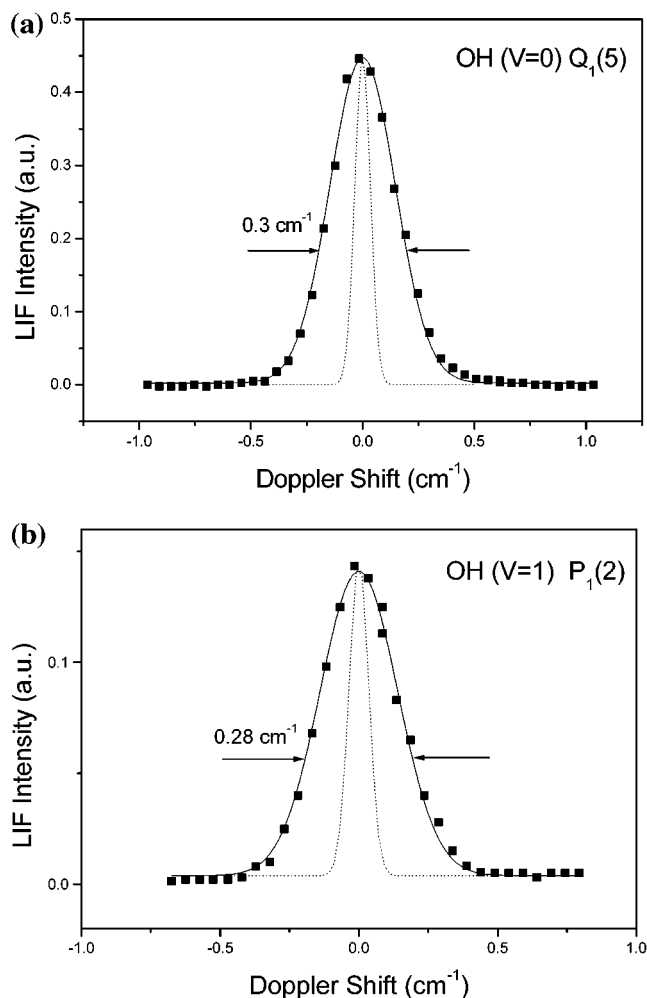 (a)
0.5
OH (V=0) Q₁(5)
0.4
0.3
0.3 cm⁻¹
0.2
0.1
0.0
LIF Intensity (a.u.)
-1.0 -0.5 0.0 0.5 1.0
Doppler Shift (cm⁻¹)
(b)
OH (V=1) P₁(2)
0.1
0.28 cm⁻¹
0.0
LIF Intensity (a.u.)
-1.0 -0.5 0.0 0.5 1.0
Doppler Shift (cm⁻¹)